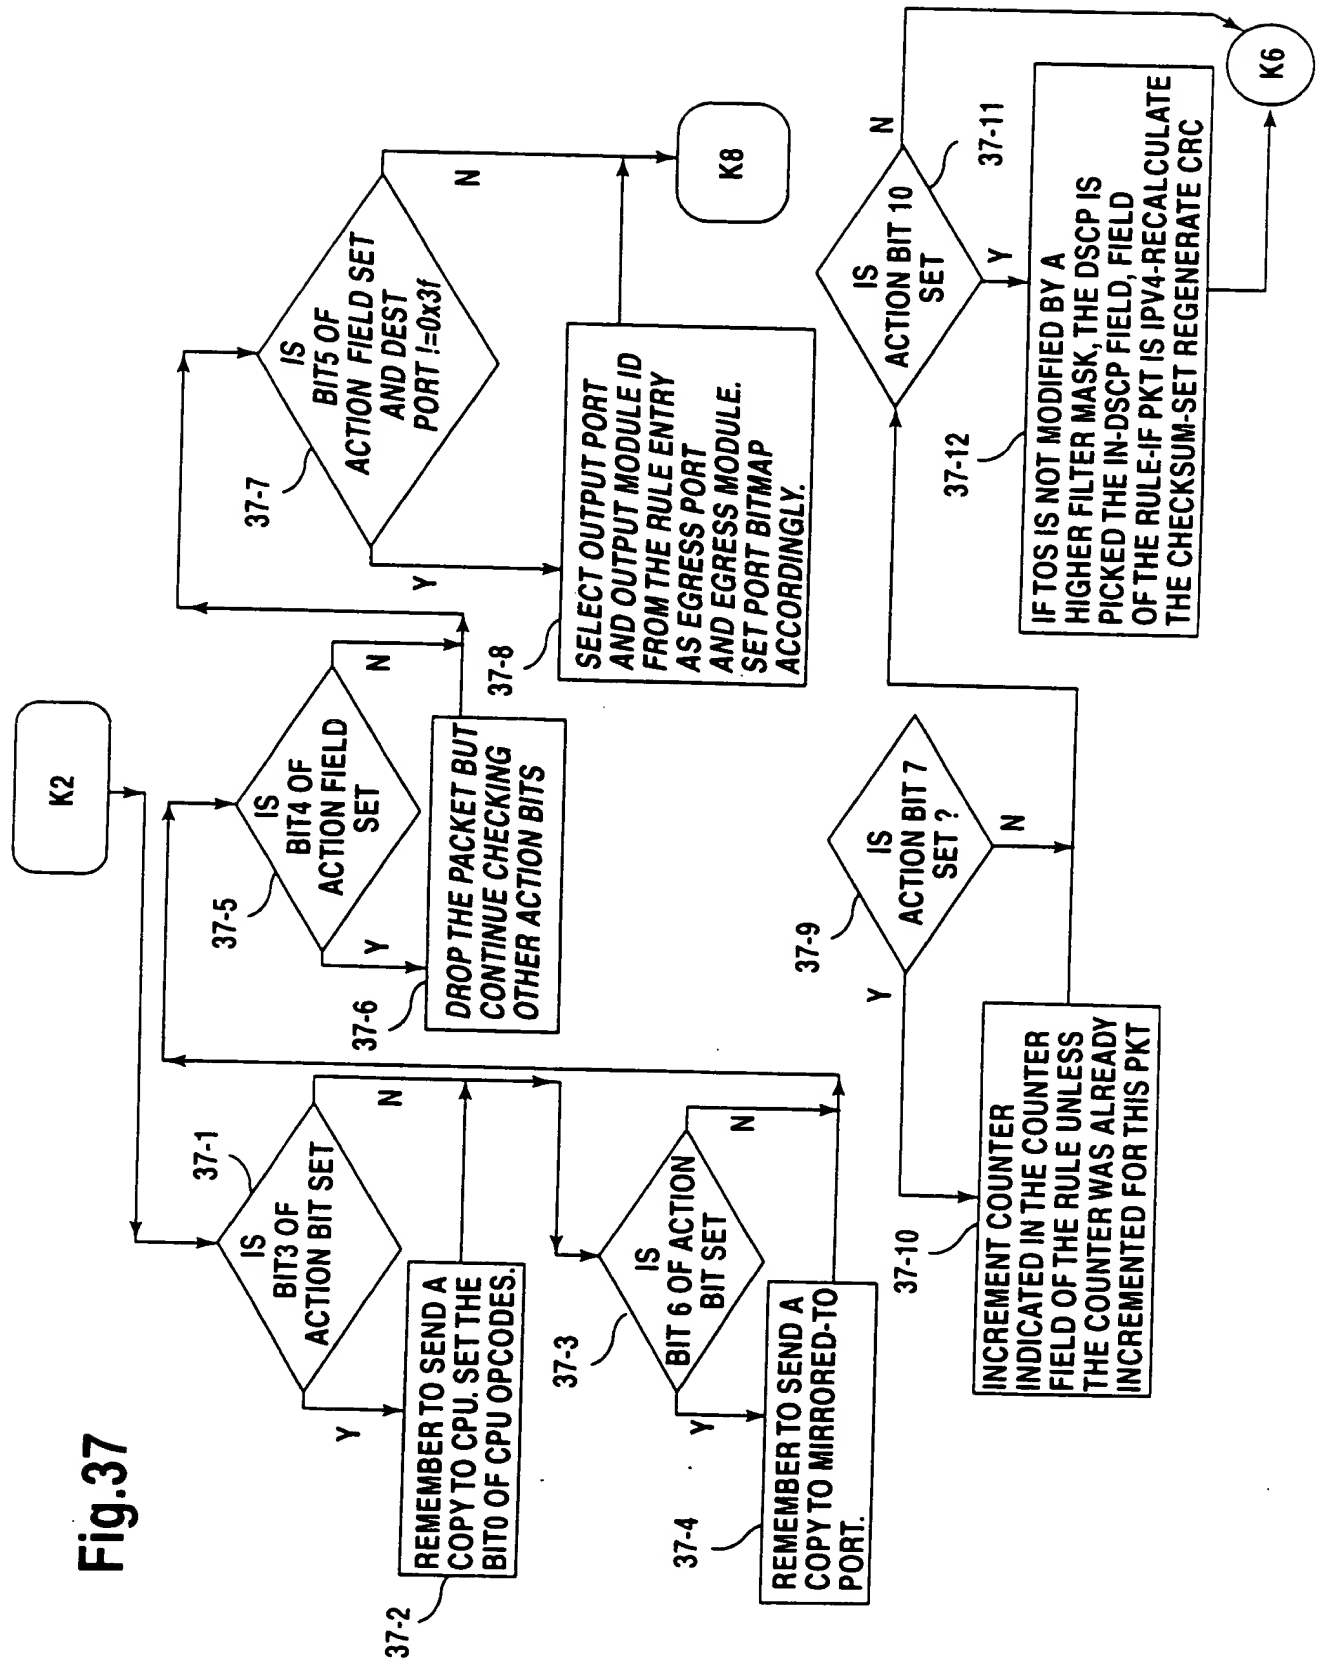 Fig.37
K2
37-1
IS
BIT3 OF
ACTION BIT SET
Y
N
37-2
REMEMBER TO SEND A
COPY TO CPU. SET THE
BIT0 OF CPU OPCODES.
37-3
IS
BIT 6 OF ACTION
BIT SET
Y
N
37-4
REMEMBER TO SEND A
COPY TO MIRRORED-TO
PORT.
37-5
IS
BIT4 OF
ACTION FIELD
SET
Y
N
37-6
DROP THE PACKET BUT
CONTINUE CHECKING
OTHER ACTION BITS
37-7
IS
BIT5 OF
ACTION FIELD SET
AND DEST
PORT !=0x3f
Y
N
37-8
SELECT OUTPUT PORT
AND OUTPUT MODULE ID
FROM THE RULE ENTRY
AS EGRESS PORT
AND EGRESS MODULE.
SET PORT BITMAP
ACCORDINGLY.
K8
37-9
IS
ACTION BIT 7
SET ?
Y
N
37-10
INCREMENT COUNTER
INDICATED IN THE COUNTER
FIELD OF THE RULE UNLESS
THE COUNTER WAS ALREADY
INCREMENTED FOR THIS PKT
37-11
IS
ACTION BIT 10
SET
N
Y
37-12
IF TOS IS NOT MODIFIED BY A
HIGHER FILTER MASK, THE DSCP IS
PICKED THE IN-DSCP FIELD, FIELD
OF THE RULE-IF PKT IS IPV4-RECALCULATE
THE CHECKSUM-SET REGENERATE CRC
K6